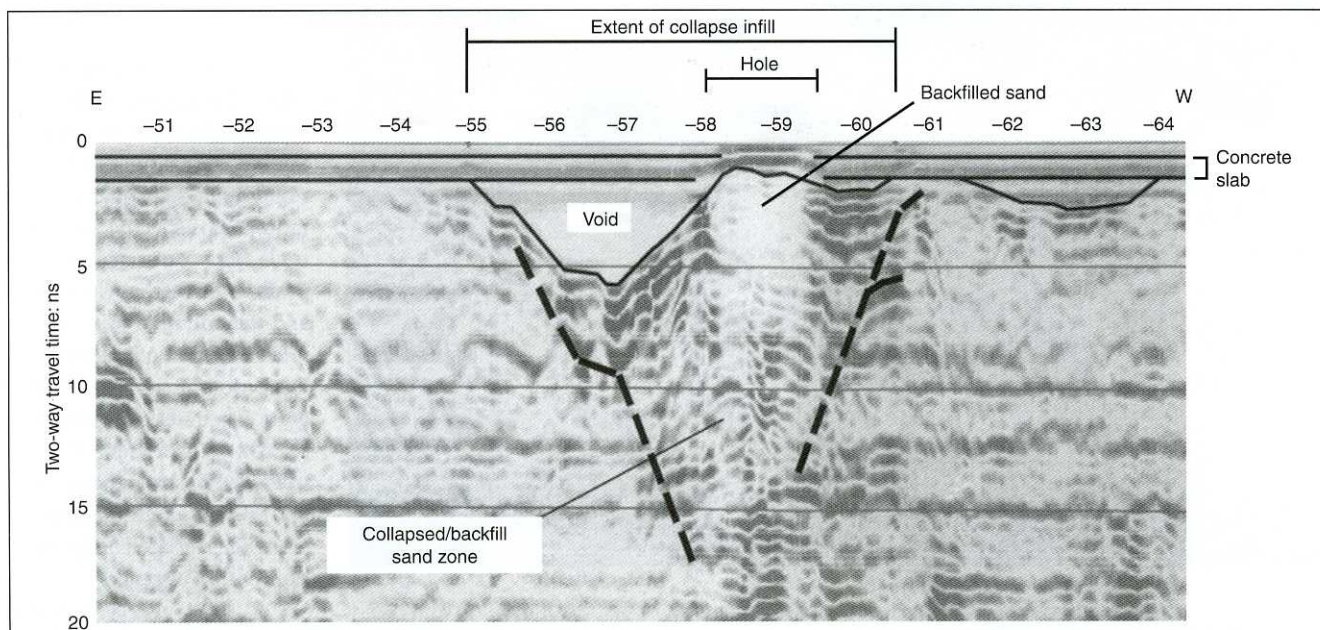 Extent of collapse infill
Hole
Backfilled sand
E
W
–51 –52 –53 –54 –55 –56 –57 –58 –59 –60 –61 –62 –63 –64
0
Concrete
slab
Void
5
Two-way travel time: ns
10
15
Collapsed/backfill
sand zone
20